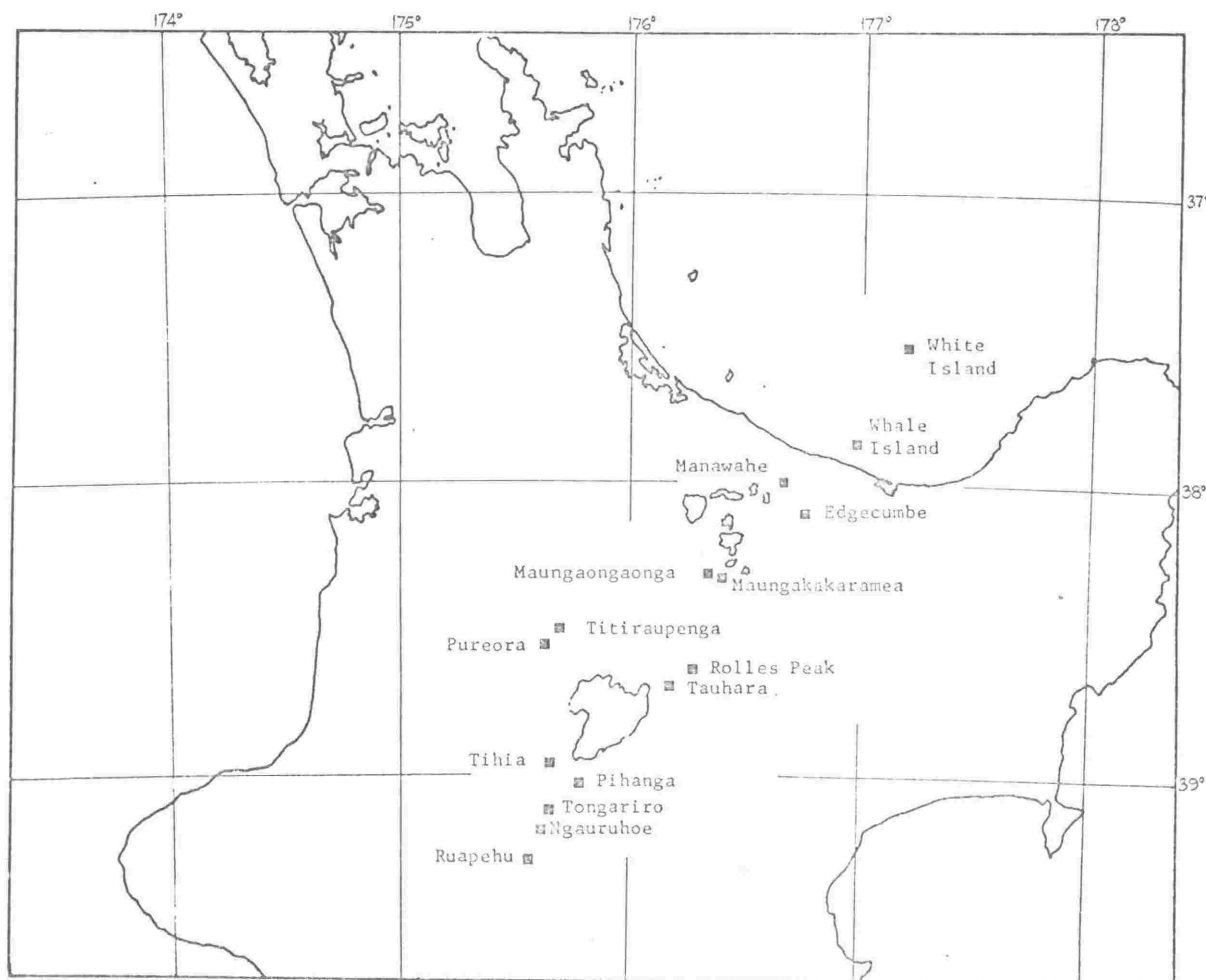 174°
175°
176°
177°
178°
37°
White
Island
Whale
Island
Manawahe
38°
Edgecumbe
Maungaongaonga
Maungakakaramea
Titiraupenga
Pureora
Rolles Peak
Tauhara
Tihia
Pihanga
39°
Tongariro
Ngauruhoe
Ruapehu